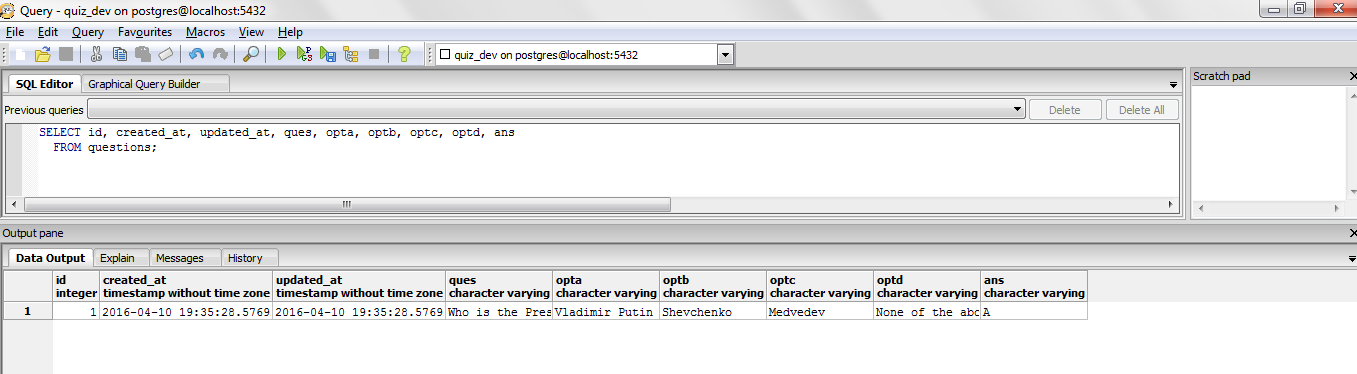 Query - quiz_dev on postgres@localhost:5432
File Edit Query Favourites Macros View Help
quiz_dev on postgres@localhost:5432
SQL Editor Graphical Query Builder
Scratch pad
Previous queries Delete Delete All
SELECT id, created_at, updated_at, ques, opta, optb, optc, optd, ans
FROM questions;
Output pane
Data Output Explain Messages History
id created_at updated_at ques opta optb optc optd ans
integer timestamp without time zone timestamp without time zone character varying character varying character varying character varying character varying character varying
1 1 2016-04-10 19:35:28.5769 2016-04-10 19:35:28.5769 Who is the Pres Vladimir Putin Shevchenko Medvedev None of the abo A